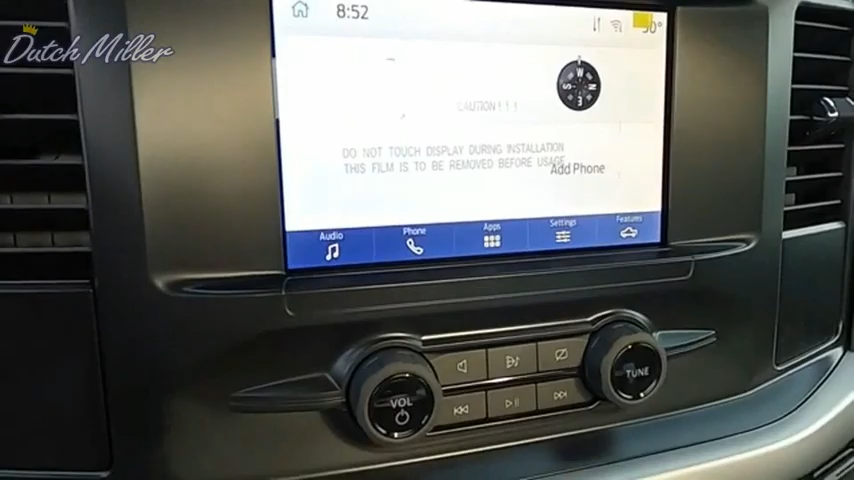 Dutch Miller
8:52
50°
W
S N
E
CAUTION!!!
DO NOT TOUCH DISPLAY DURING INSTALLATION
THIS FILM IS TO BE REMOVED BEFORE USAGE
Add Phone
Audio Phone Apps Settings Features
VOL
TUNE